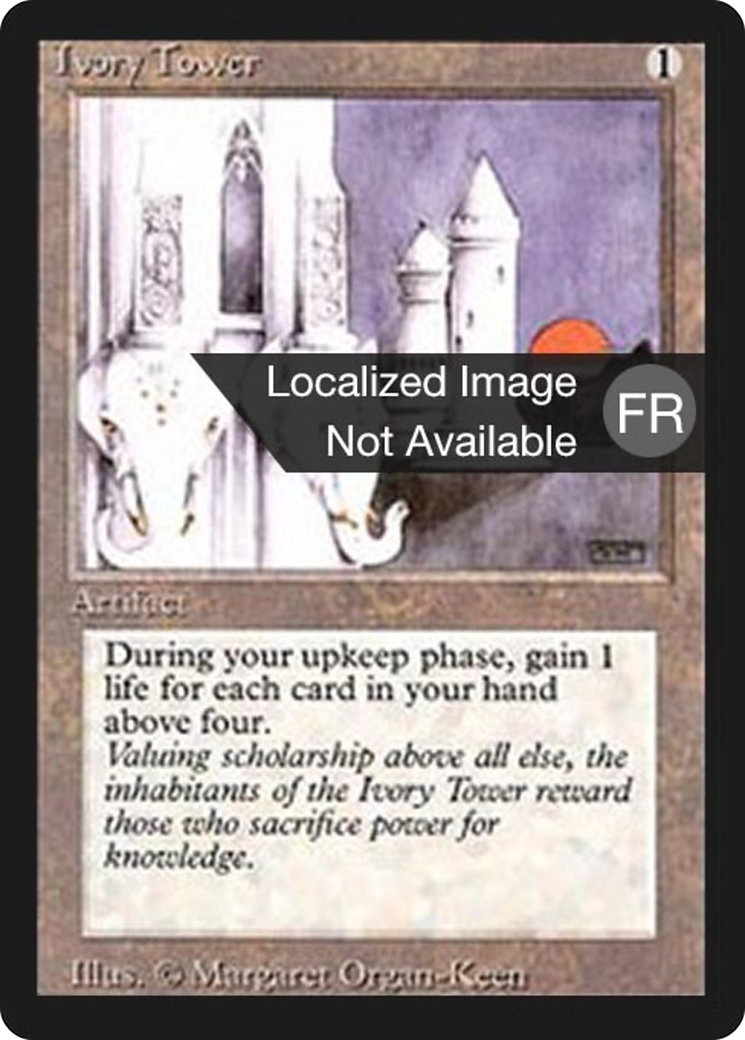 Ivory Tower
1
Localized Image
Not Available
FR
Artifact
During your upkeep phase, gain 1
life for each card in your hand
above four.
Valuing scholarship above all else, the
inhabitants of the Ivory Tower reward
those who sacrifice power for
knowledge.
Illus. © Margaret Organ-Keen